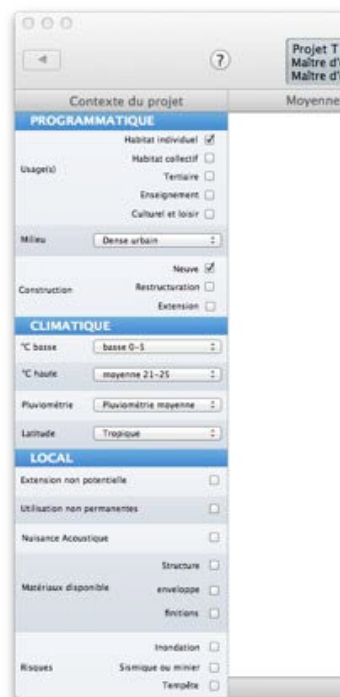 ?
Projet T
Maître d'
Maître d'
Contexte du projet
Moyenne
PROGRAMMATIQUE
Usage(s)
Habitat individuel
Habitat collectif
Tertiaire
Enseignement
Culturel et loisir
Milieu
Dense urbain
Construction
Neuve
Restructuration
Extension
CLIMATIQUE
°C basse
basse 0-5
°C haute
moyenne 21-25
Pluviométrie
Pluviométrie moyenne
Latitude
Tropique
LOCAL
Extension non potentielle
Utilisation non permanentes
Nuisance Acoustique
Matériaux disponible
Structure
enveloppe
finitions
Risques
Inondation
Sismique ou minier
Tempête